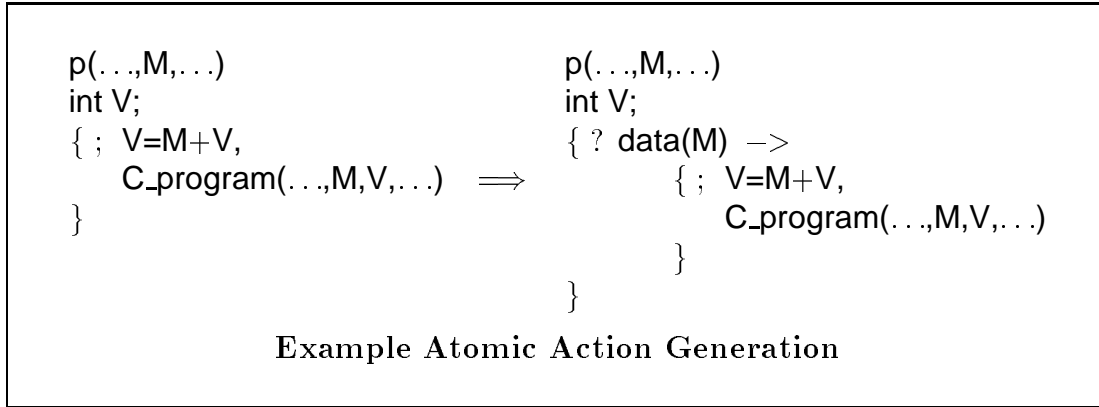 p(...,M,...)
int V;
{ ; V=M+V,
C_program(...,M,V,...)
}
⟹
p(...,M,...)
int V;
{ ? data(M) −>
{ ; V=M+V,
C_program(...,M,V,...)
}
}
Example Atomic Action Generation